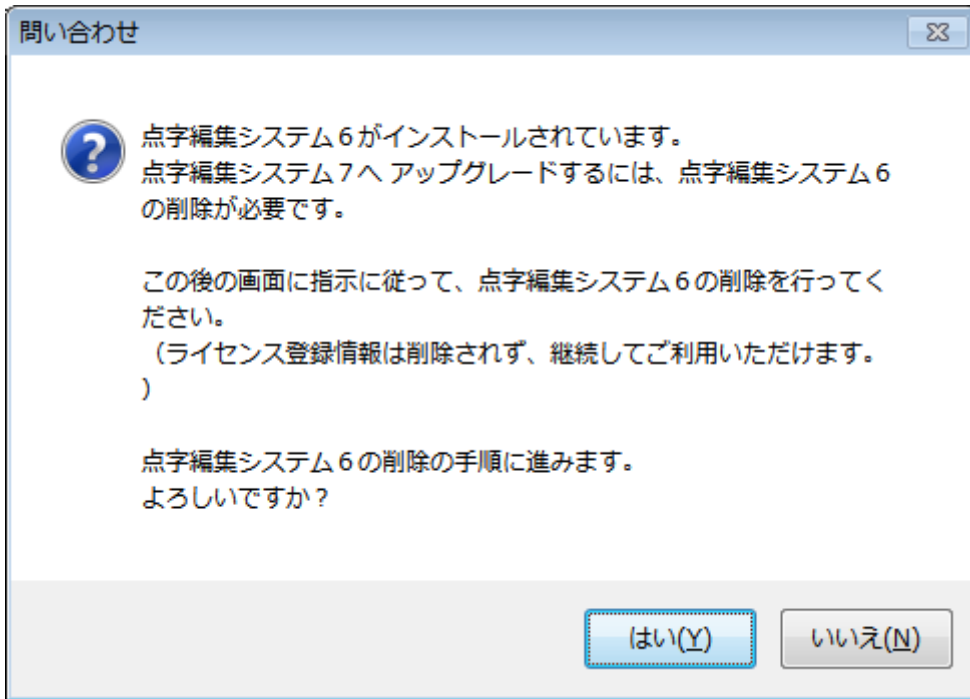 問い合わせ
点字編集システム６がインストールされています。
点字編集システム７へ アップグレードするには、点字編集システム６
の削除が必要です。
この後の画面に指示に従って、点字編集システム６の削除を行ってく
ださい。
（ライセンス登録情報は削除されず、継続してご利用いただけます。
）
点字編集システム６の削除の手順に進みます。
よろしいですか？
はい(Y)
いいえ(N)